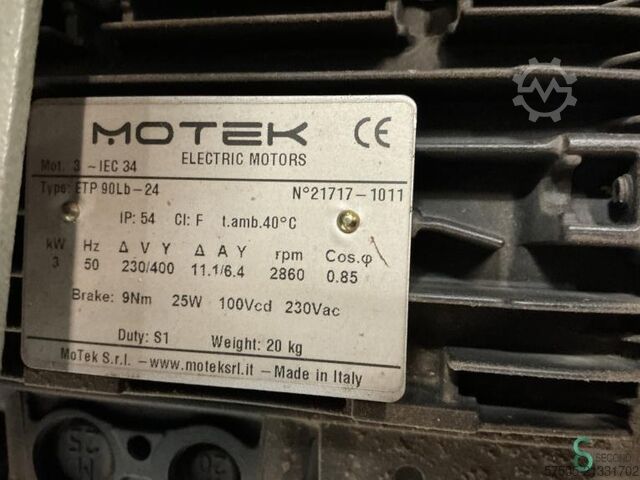 MOTEK CE
ELECTRIC MOTORS
Mot. 3 ~IEC 34
Type: ETP 90Lb-24 N°21717-1011
IP: 54 Cl: F t.amb.40°C
kW Hz Δ V Y Δ A Y rpm Cos.φ
3 50 230/400 11.1/6.4 2860 0.85
Brake: 9Nm 25W 100Vcd 230Vac
Duty: S1 Weight: 20 kg
MoTek S.r.l. -www.moteksrl.it -Made in Italy
SECOND